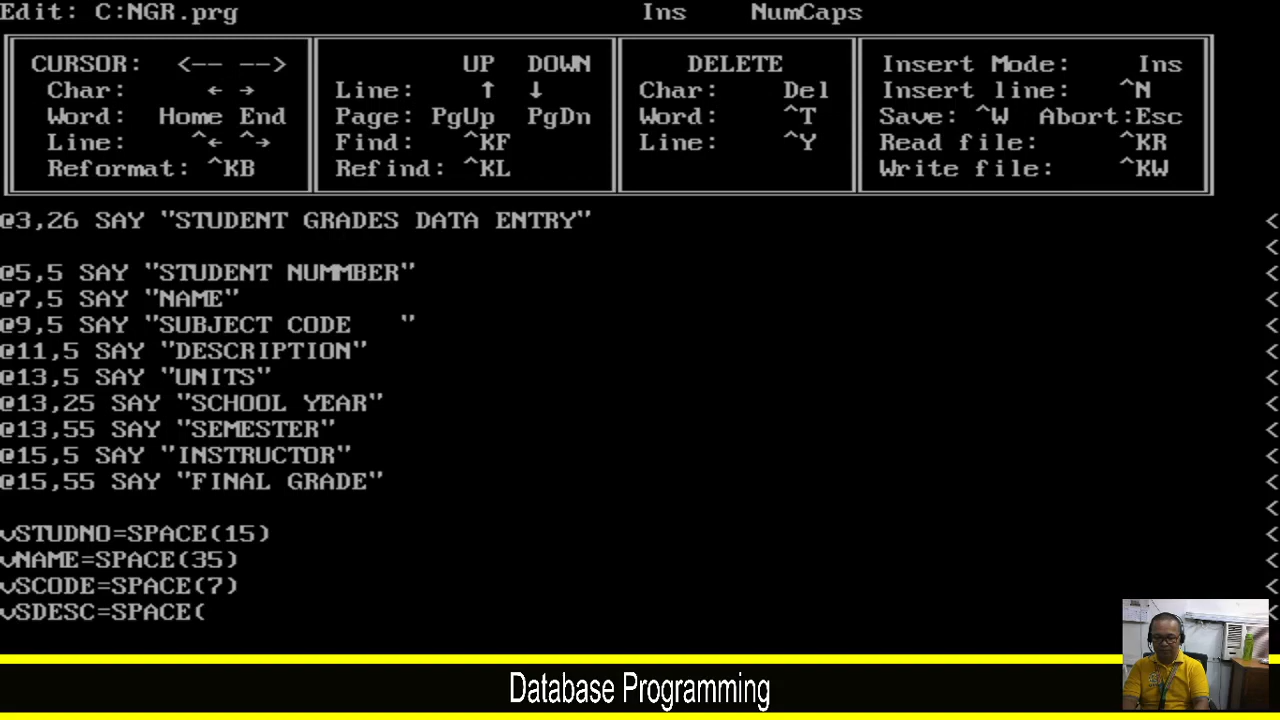 Edit: C:NGR.prg Ins NumCaps
CURSOR: <-- --> UP DOWN DELETE Insert Mode: Ins
Char: ← → Line: ↑ ↓ Char: Del Insert line: ^N
Word: Home End Page: PgUp PgDn Word: ^T Save: ^W Abort:Esc
Line: ^← ^→ Find: ^KF Line: ^Y Read file: ^KR
Reformat: ^KB Refind: ^KL Write file: ^KW
@3,26 SAY "STUDENT GRADES DATA ENTRY" <
<
@5,5 SAY "STUDENT NUMMBER" <
@7,5 SAY "NAME" <
@9,5 SAY "SUBJECT CODE   " <
@11,5 SAY "DESCRIPTION" <
@13,5 SAY "UNITS" <
@13,25 SAY "SCHOOL YEAR" <
@13,55 SAY "SEMESTER" <
@15,5 SAY "INSTRUCTOR" <
@15,55 SAY "FINAL GRADE" <
<
vSTUDNO=SPACE(15) <
vNAME=SPACE(35) <
vSCODE=SPACE(7) <
vSDESC=SPACE( <
Database Programming